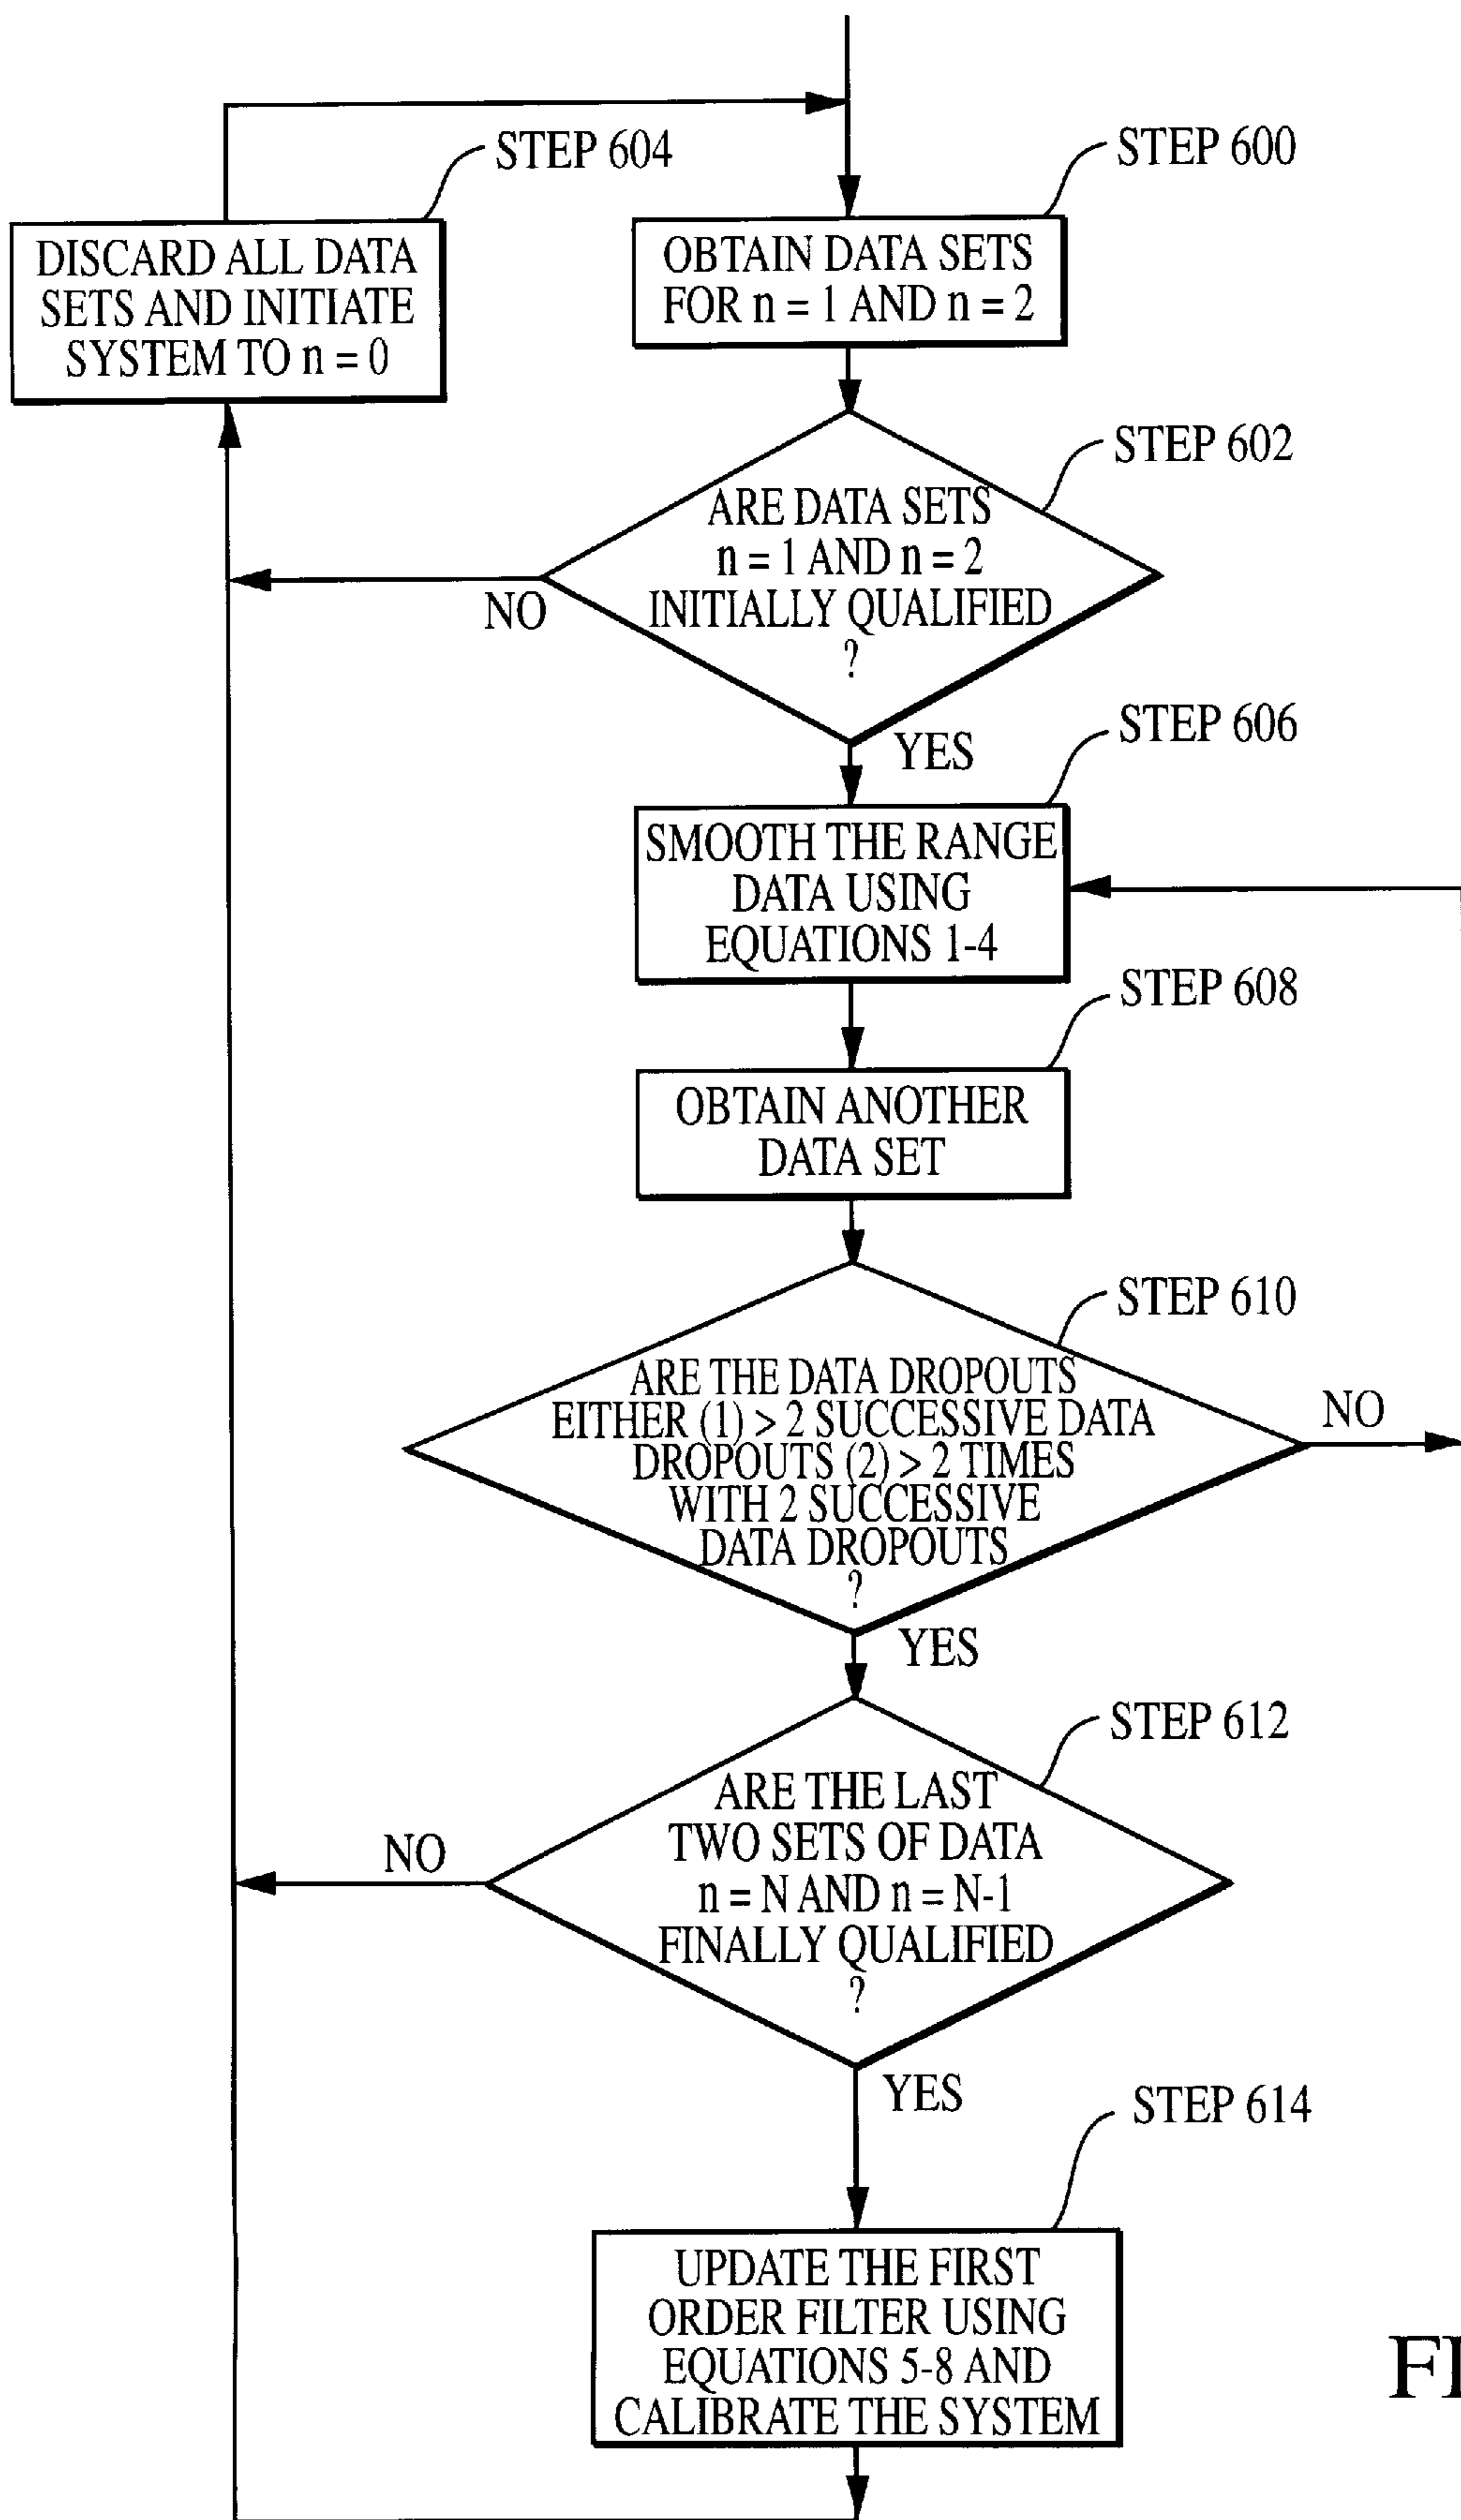 STEP 604
STEP 600
DISCARD ALL DATA
SETS AND INITIATE
SYSTEM TO n = 0
OBTAIN DATA SETS
FOR n = 1 AND n = 2
STEP 602
ARE DATA SETS
n = 1 AND n = 2
INITIALLY QUALIFIED
?
NO
YES
STEP 606
SMOOTH THE RANGE
DATA USING
EQUATIONS 1-4
STEP 608
OBTAIN ANOTHER
DATA SET
STEP 610
ARE THE DATA DROPOUTS
EITHER (1) > 2 SUCCESSIVE DATA
DROPOUTS (2) > 2 TIMES
WITH 2 SUCCESSIVE
DATA DROPOUTS
?
NO
YES
STEP 612
ARE THE LAST
TWO SETS OF DATA
n = N AND n = N-1
FINALLY QUALIFIED
?
NO
YES
STEP 614
UPDATE THE FIRST
ORDER FILTER USING
EQUATIONS 5-8 AND
CALIBRATE THE SYSTEM